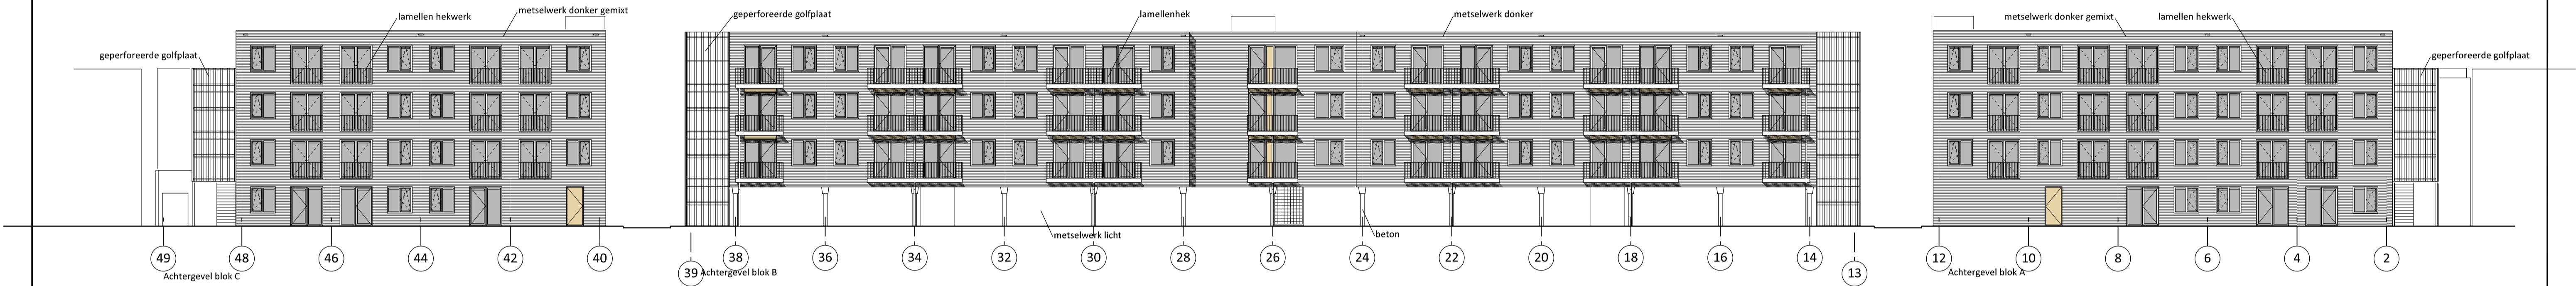 metselwerk donker gemixt
lamellen hekwerk
geperforeerde golfplaat
geperforeerde golfplaat
lamellenhek
metselwerk donker
metselwerk donker gemixt
lamellen hekwerk
geperforeerde golfplaat
metselwerk licht
beton
49 48 46 44 42 40 39 38 36 34 32 30 28 26 24 22 20 18 16 14 13 12 10 8 6 4 2
Achtergevel blok C
Achtergevel blok B
Achtergevel blok A